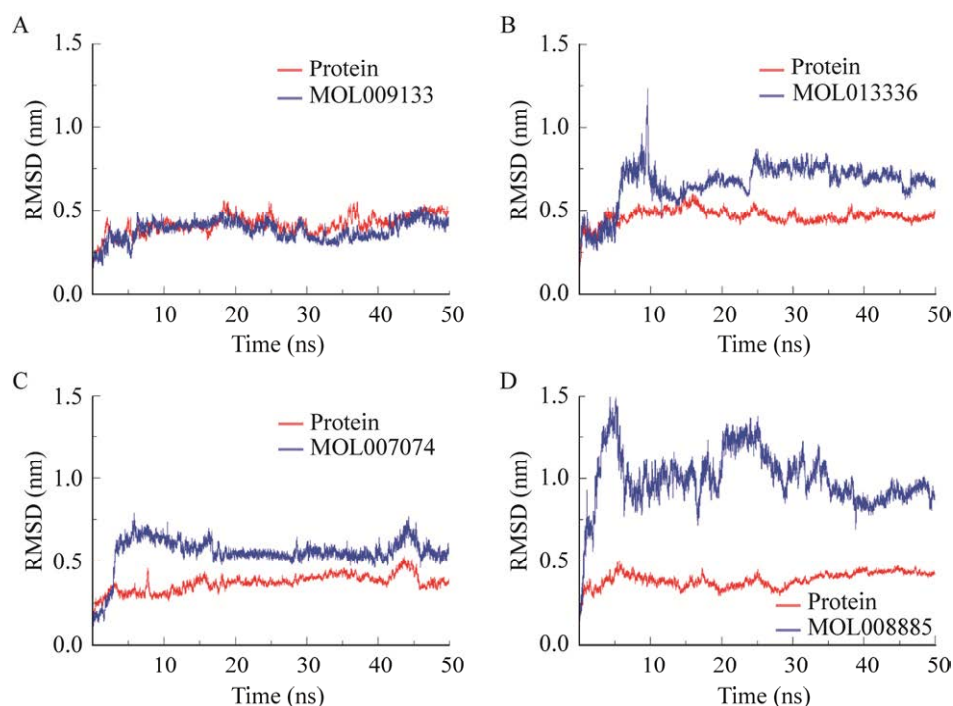 A
1.5
1.0
0.5
0.0
RMSD (nm)
Protein
MOL009133
10 20 30 40 50
Time (ns)
B
1.5
1.0
0.5
0.0
RMSD (nm)
Protein
MOL013336
10 20 30 40 50
Time (ns)
C
1.5
1.0
0.5
0.0
RMSD (nm)
Protein
MOL007074
10 20 30 40 50
Time (ns)
D
1.5
1.0
0.5
0.0
RMSD (nm)
Protein
MOL008885
10 20 30 40 50
Time (ns)